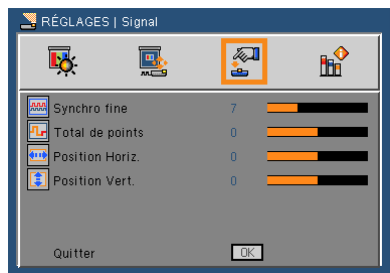 RÉGLAGES | Signal
Synchro fine 7
Total de points 0
Position Horiz. 0
Position Vert. 0
Quitter OK